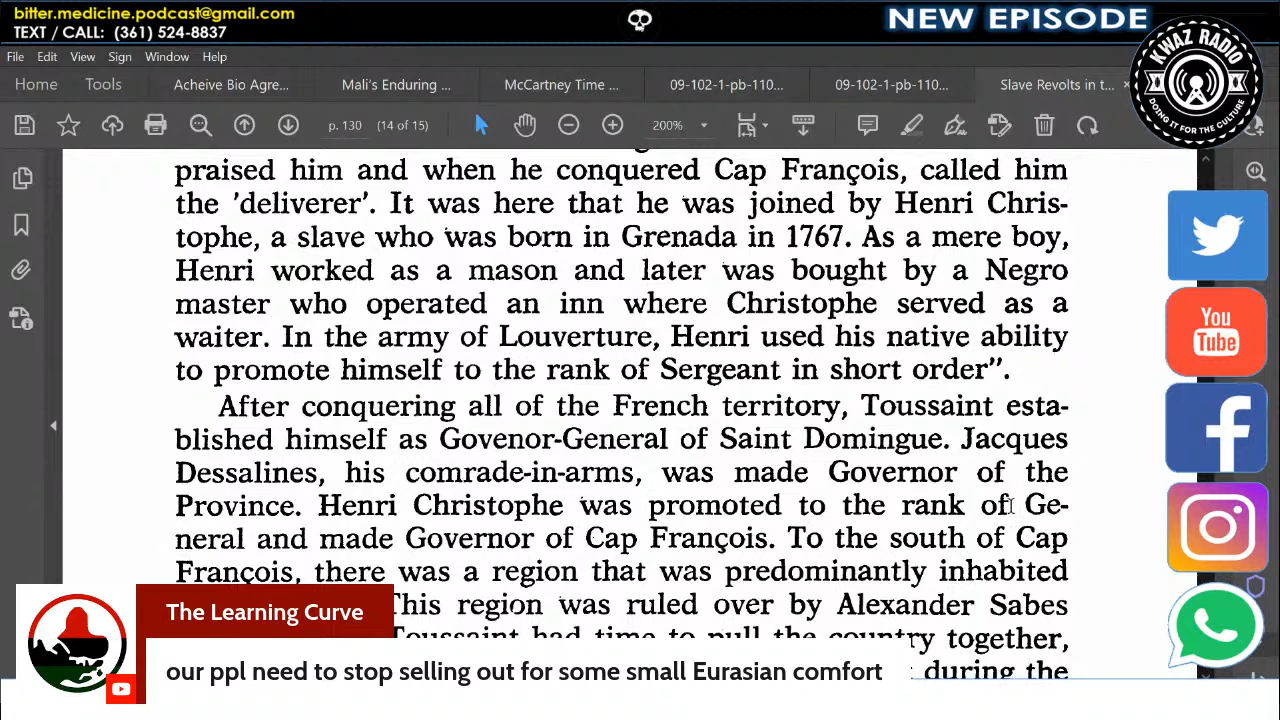 bitter.medicine.podcast@gmail.com
TEXT / CALL: (361) 524-8837
NEW EPISODE
KWAZ RADIO
DOING IT FOR THE CULTURE
File Edit View Sign Window Help
Home Tools Acheive Bio Agre... Mali's Enduring ... McCartney Time ... 09-102-1-pb-110... 09-102-1-pb-110... Slave Revolts in t...
p. 130 (14 of 15) 200%
praised him and when he conquered Cap François, called him
the 'deliverer'. It was here that he was joined by Henri Chris-
tophe, a slave who was born in Grenada in 1767. As a mere boy,
Henri worked as a mason and later was bought by a Negro
master who operated an inn where Christophe served as a
waiter. In the army of Louverture, Henri used his native ability
to promote himself to the rank of Sergeant in short order”.
After conquering all of the French territory, Toussaint esta-
blished himself as Govenor-General of Saint Domingue. Jacques
Dessalines, his comrade-in-arms, was made Governor of the
Province. Henri Christophe was promoted to the rank of Ge-
neral and made Governor of Cap François. To the south of Cap
François, there was a region that was predominantly inhabited
This region was ruled over by Alexander Sabes
Toussaint had time to pull the country together,
during the
You
Tube
The Learning Curve
our ppl need to stop selling out for some small Eurasian comfort